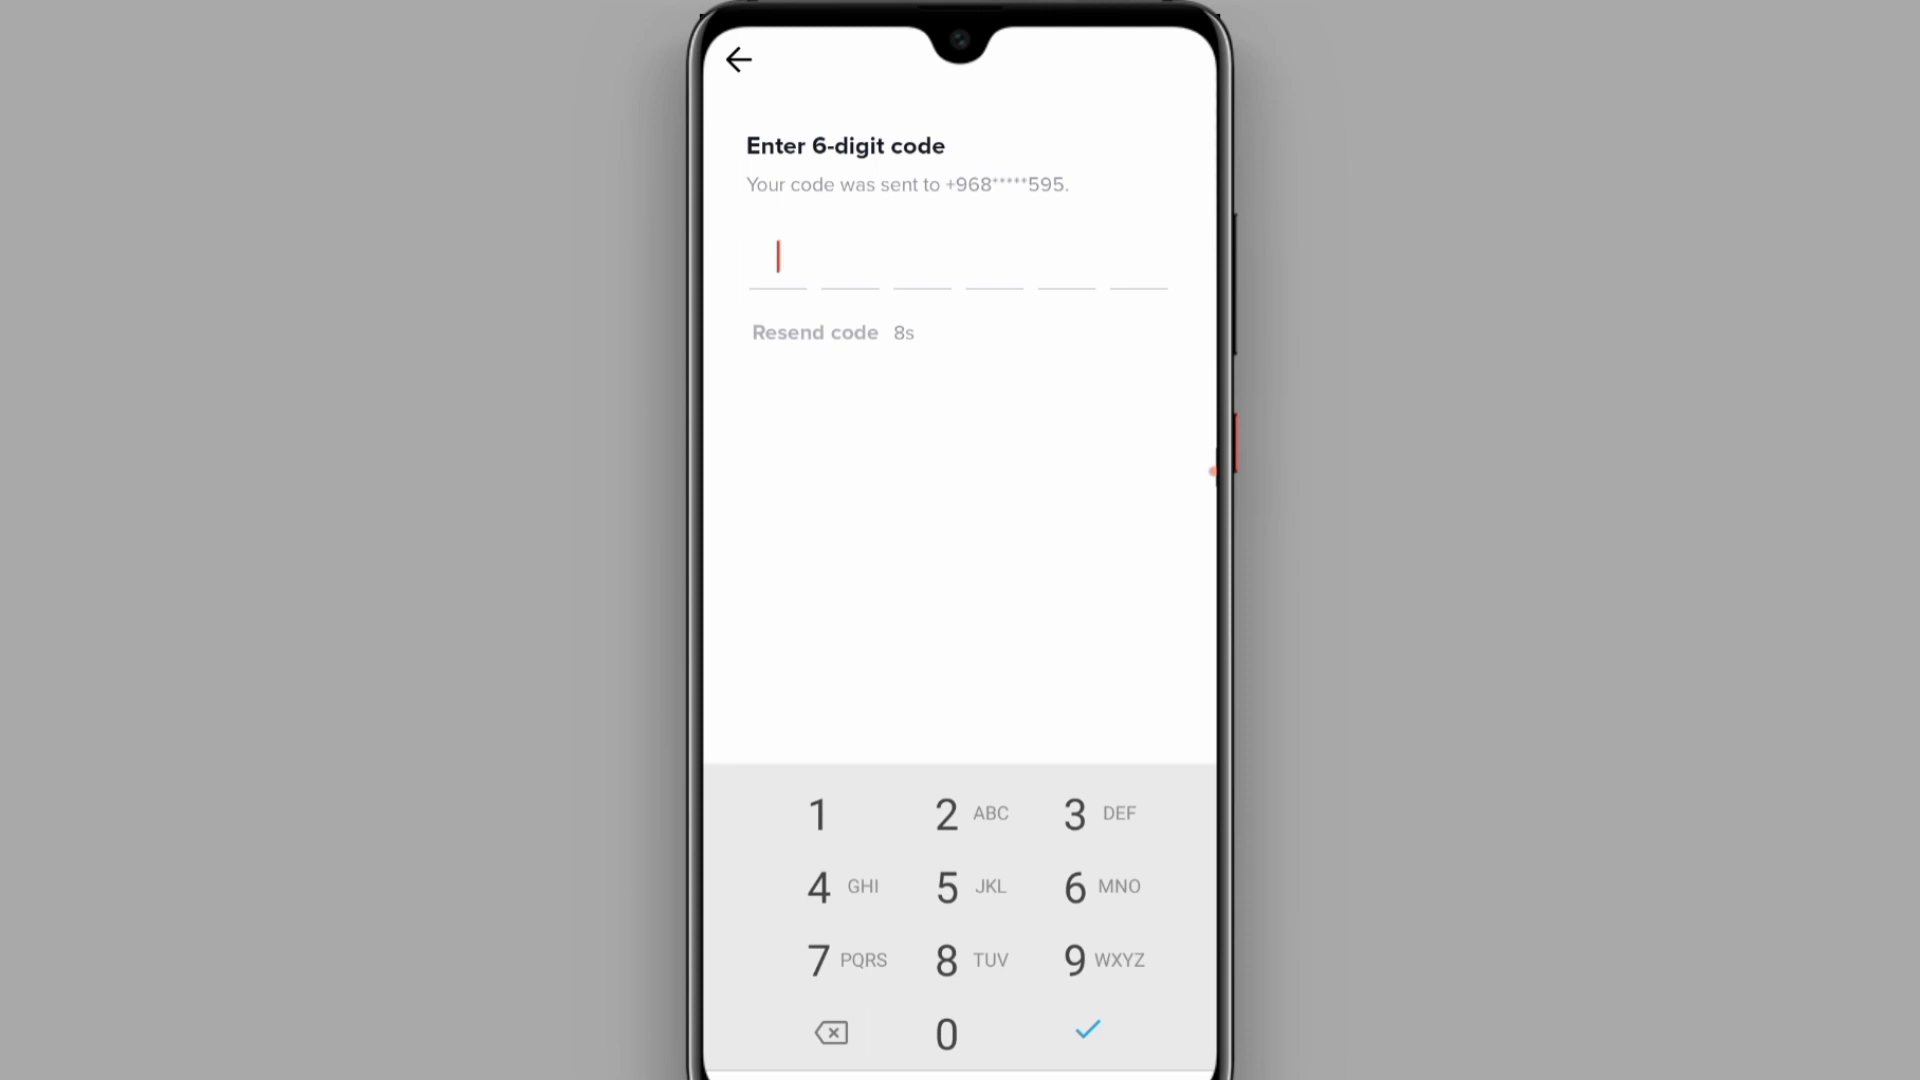 Enter 6-digit code
Your code was sent to +968*****595.
Resend code 8s
1 2 ABC 3 DEF
4 GHI 5 JKL 6 MNO
7 PQRS 8 TUV 9 WXYZ
0